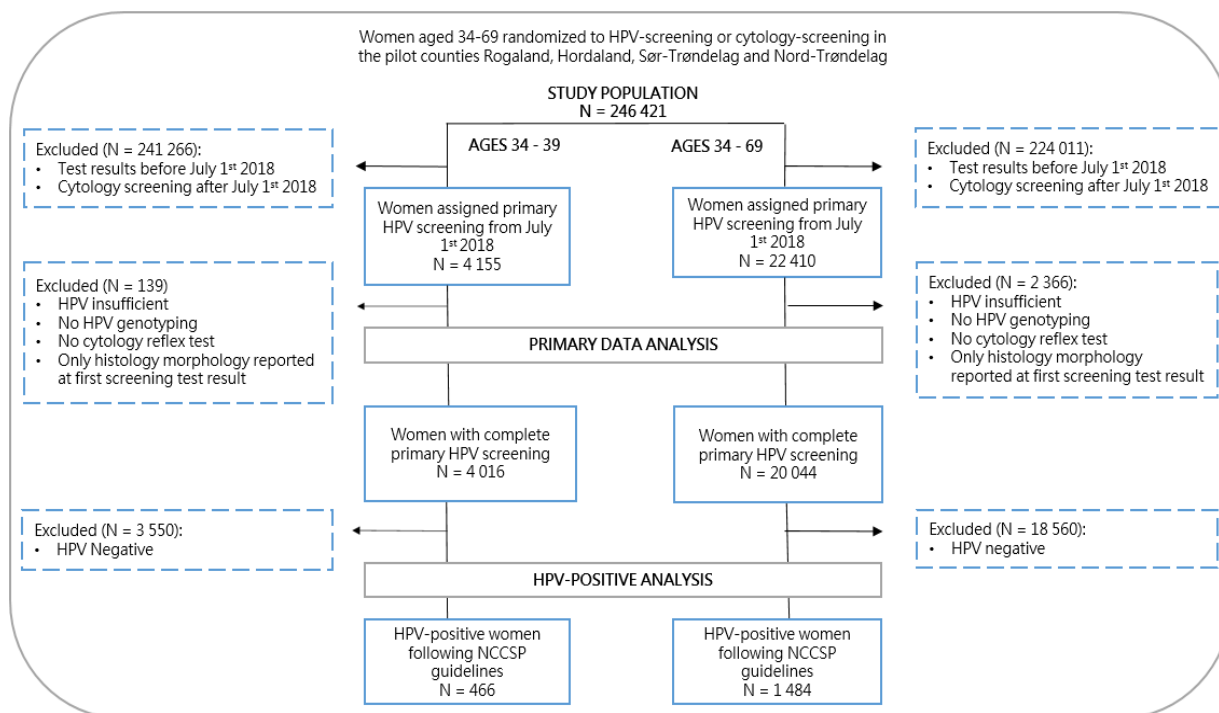 Women aged 34-69 randomized to HPV-screening or cytology-screening in
the pilot counties Rogaland, Hordaland, Sør-Trøndelag and Nord-Trøndelag
STUDY POPULATION
N = 246 421
AGES 34 - 39
AGES 34 - 69
Excluded (N = 241 266):
• Test results before July 1st 2018
• Cytology screening after July 1st 2018
Excluded (N = 224 011):
• Test results before July 1st 2018
• Cytology screening after July 1st 2018
Women assigned primary
HPV screening from July
1st 2018
N = 4 155
Women assigned primary
HPV screening from July
1st 2018
N = 22 410
Excluded (N = 139)
• HPV insufficient
• No HPV genotyping
• No cytology reflex test
• Only histology morphology reported
at first screening test result
Excluded (N = 2 366):
• HPV insufficient
• No HPV genotyping
• No cytology reflex test
• Only histology morphology
reported at first screening test result
PRIMARY DATA ANALYSIS
Women with complete
primary HPV screening
N = 4 016
Women with complete
primary HPV screening
N = 20 044
Excluded (N = 3 550):
• HPV Negative
Excluded (N = 18 560):
• HPV negative
HPV-POSITIVE ANALYSIS
HPV-positive women
following NCCSP
guidelines
N = 466
HPV-positive women
following NCCSP
guidelines
N = 1 484